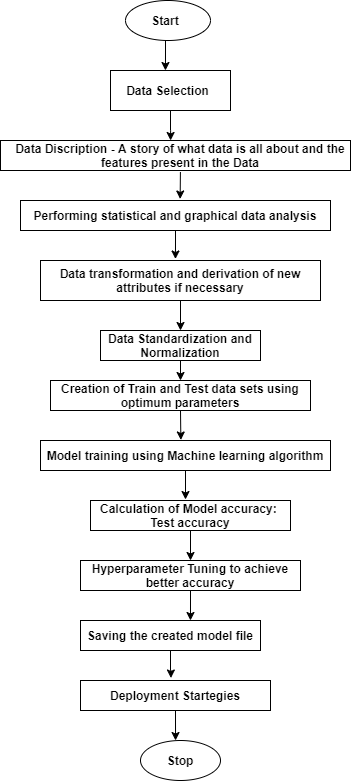 Start
Data Selection
Data Discription - A story of what data is all about and the
features present in the Data
Performing statistical and graphical data analysis
Data transformation and derivation of new
attributes if necessary
Data Standardization and
Normalization
Creation of Train and Test data sets using
optimum parameters
Model training using Machine learning algorithm
Calculation of Model accuracy:
Test accuracy
Hyperparameter Tuning to achieve
better accuracy
Saving the created model file
Deployment Startegies
Stop